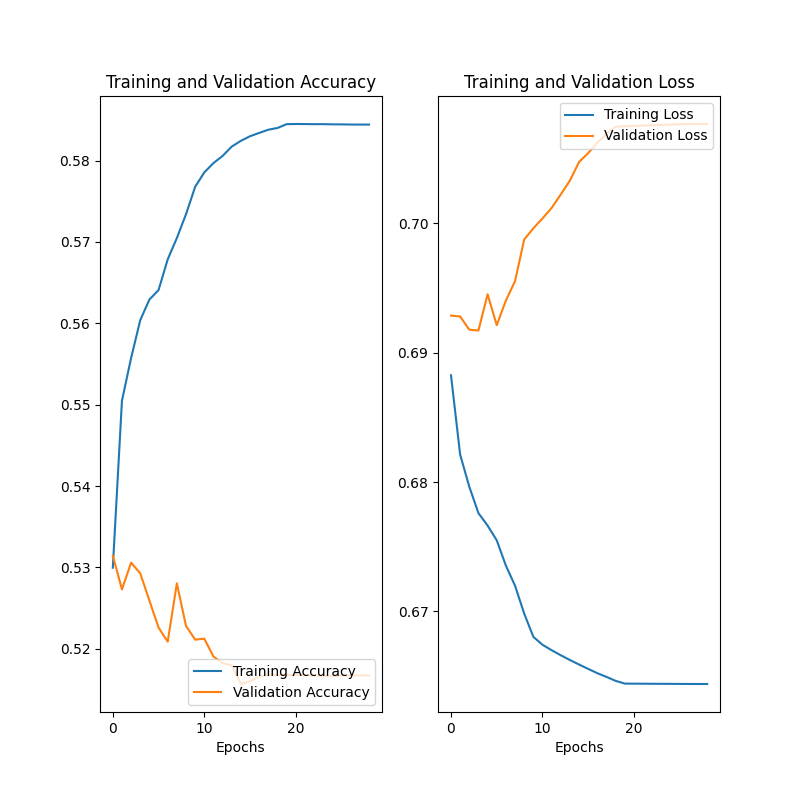 Training and Validation Accuracy
0.58
0.57
0.56
0.55
0.54
0.53
0.52
Training Accuracy
Validation Accuracy
0
10
20
Epochs
Training and Validation Loss
Training Loss
Validation Loss
0.70
0.69
0.68
0.67
0
10
20
Epochs